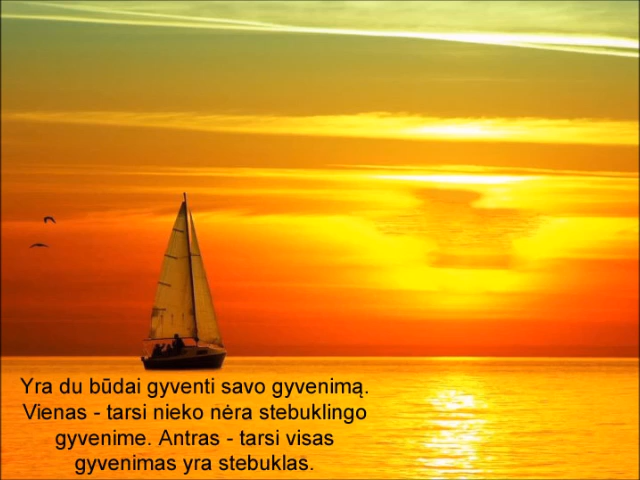 Yra du būdai gyventi savo gyvenimą.
Vienas - tarsi nieko nėra stebuklingo
gyvenime. Antras - tarsi visas
gyvenimas yra stebuklas.